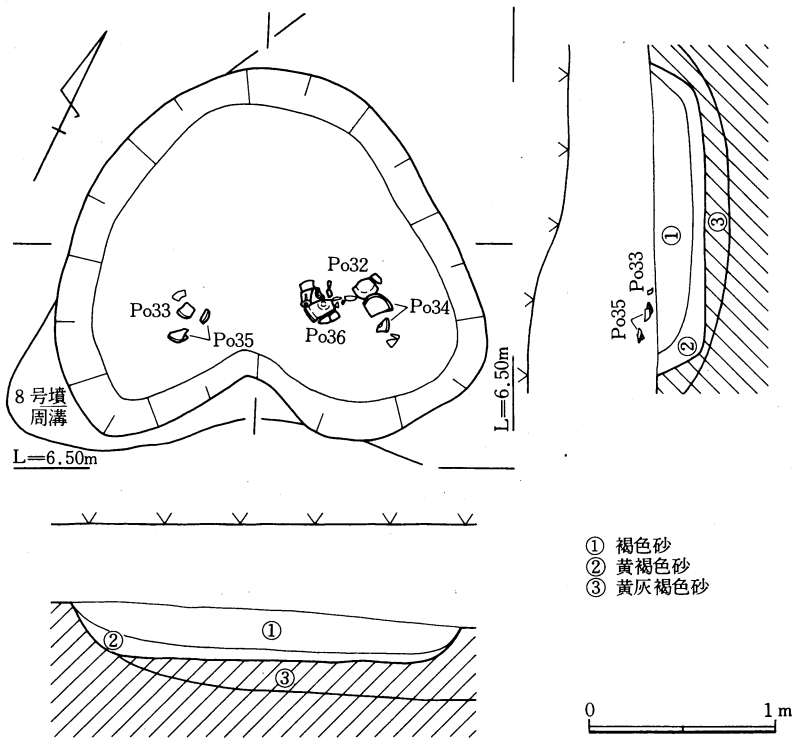 Po32
Po33
Po34
Po35
Po36
8号墳
周溝
L=6.50m
L=6.50m
①
③
Po33
Po35
②
①
②
③
① 褐色砂
② 黄褐色砂
③ 黄灰褐色砂
0 1m